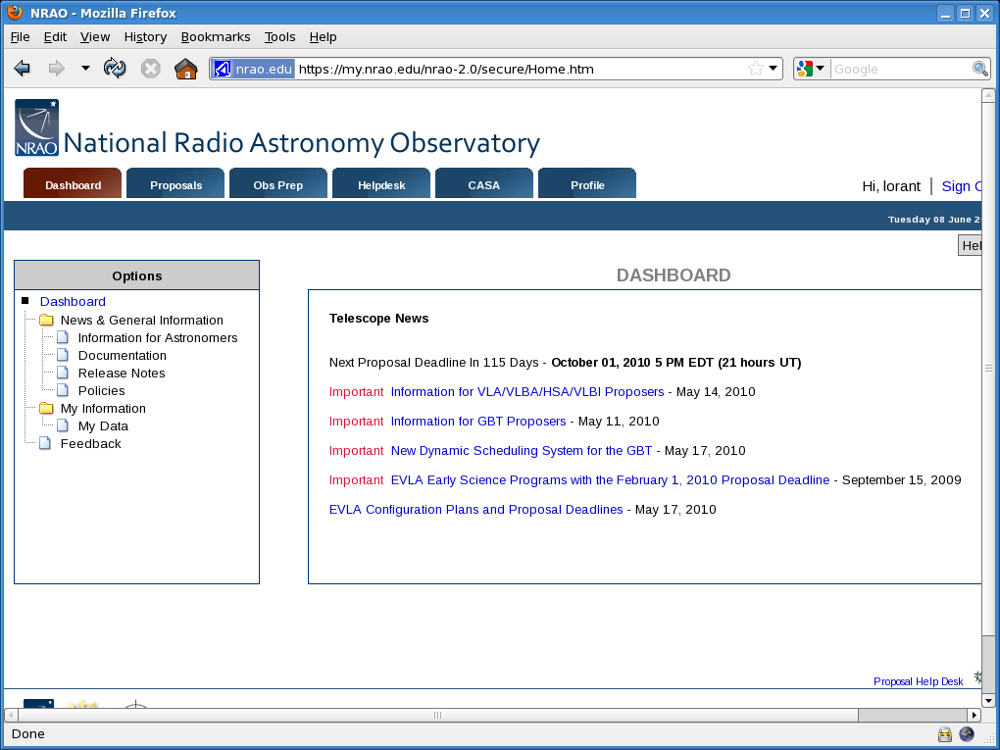 NRAO - Mozilla Firefox
File Edit View History Bookmarks Tools Help
nrao.edu https://my.nrao.edu/nrao-2.0/secure/Home.htm Google
NRAO National Radio Astronomy Observatory
Dashboard Proposals Obs Prep Helpdesk CASA Profile
Hi, lorant | Sign
Tuesday 08 June
Hel
Options
Dashboard
News & General Information
Information for Astronomers
Documentation
Release Notes
Policies
My Information
My Data
Feedback
DASHBOARD
Telescope News
Next Proposal Deadline In 115 Days - October 01, 2010 5 PM EDT (21 hours UT)
Important Information for VLA/VLBA/HSA/VLBI Proposers - May 14, 2010
Important Information for GBT Proposers - May 11, 2010
Important New Dynamic Scheduling System for the GBT - May 17, 2010
Important EVLA Early Science Programs with the February 1, 2010 Proposal Deadline - September 15, 2009
EVLA Configuration Plans and Proposal Deadlines - May 17, 2010
Proposal Help Desk
Done